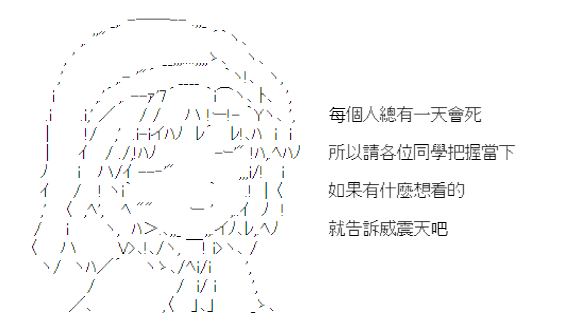 每個人總有一天會死
所以請各位同學把握當下
如果有什麼想看的
就告訴威震天吧